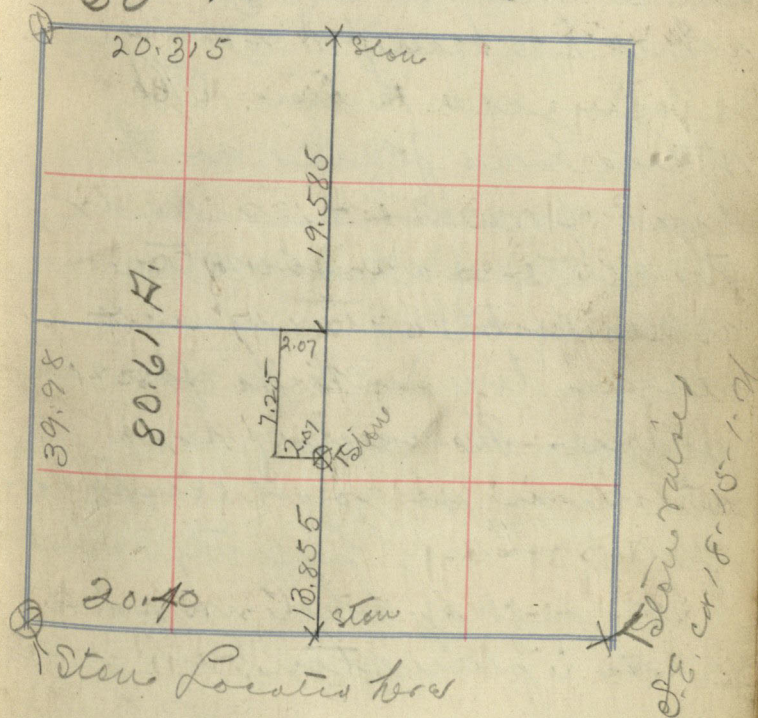 20.315
Stone
19.585
80.61 A.
39.98
2.07
7.25
2.07
Stone
13.855
20.40
Stone
Stone Located here
Stone raised
S.E. cor 18-15-1-W